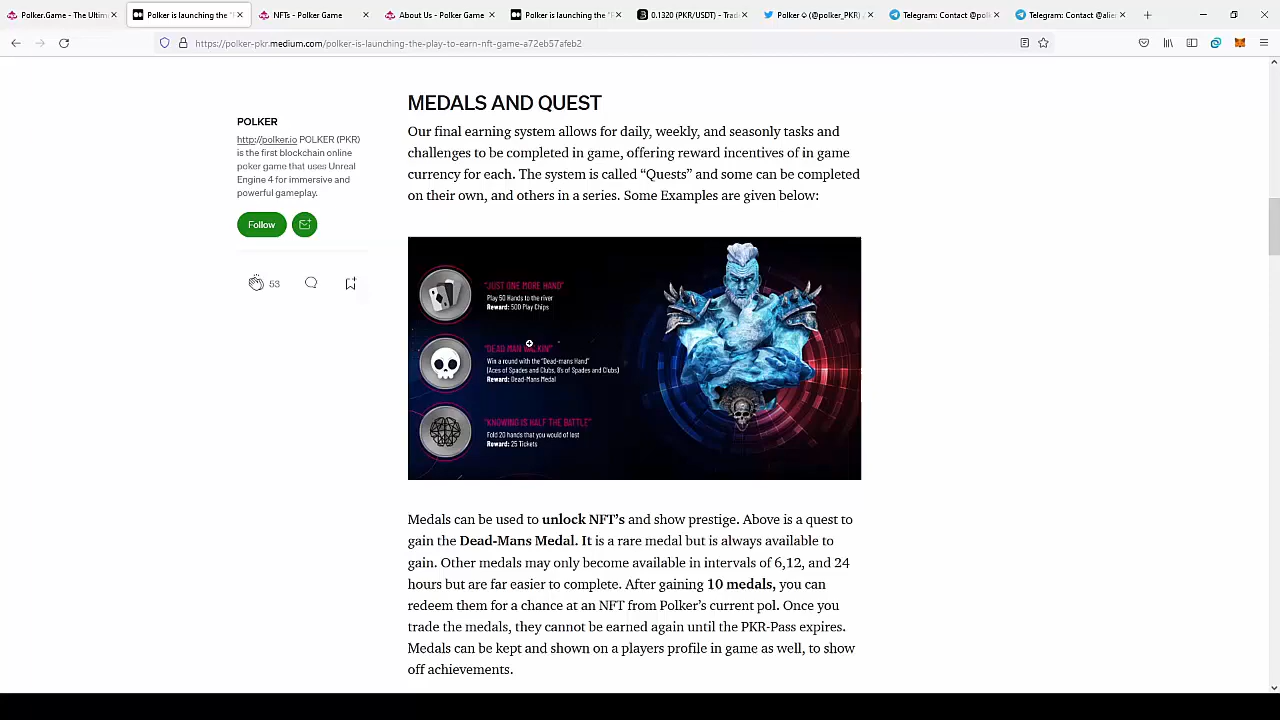 Polker.Game - The Ultim
Polker is launching the "P
NFTs - Polker Game
About Us - Polker Game
Polker is launching the "P
0.1320 (PKR/USDT) - Trad
Polker (@polker_PKR) /
Telegram: Contact @polk
Telegram: Contact @alien
https://polker-pkr.medium.com/polker-is-launching-the-play-to-earn-nft-game-a73eb57afeb2
MEDALS AND QUEST
Our final earning system allows for daily, weekly, and seasonly tasks and
challenges to be completed in game, offering reward incentives of in game
currency for each. The system is called “Quests” and some can be completed
on their own, and others in a series. Some Examples are given below:
POLKER
http://polker.io POLKER (PKR)
is the first blockchain online
poker game that uses Unreal
Engine 4 for immersive and
powerful gameplay.
Follow
53
"JUST ONE MORE HAND"
Play 50 Hands to the river
Reward: 500 Play Chips
"DEAD MAN WALKIN"
Win a round with the "Dead-mans Hand"
(Aces of Spades and Clubs, 8's of Spades and Clubs)
Reward: Dead-Mans Medal
"KNOWING IS HALF THE BATTLE"
Fold 20 hands that you would of lost
Reward: 25 Tickets
Medals can be used to unlock NFT’s and show prestige. Above is a quest to
gain the Dead-Mans Medal. It is a rare medal but is always available to
gain. Other medals may only become available in intervals of 6,12, and 24
hours but are far easier to complete. After gaining 10 medals, you can
redeem them for a chance at an NFT from Polker’s current pol. Once you
trade the medals, they cannot be earned again until the PKR-Pass expires.
Medals can be kept and shown on a players profile in game as well, to show
off achievements.